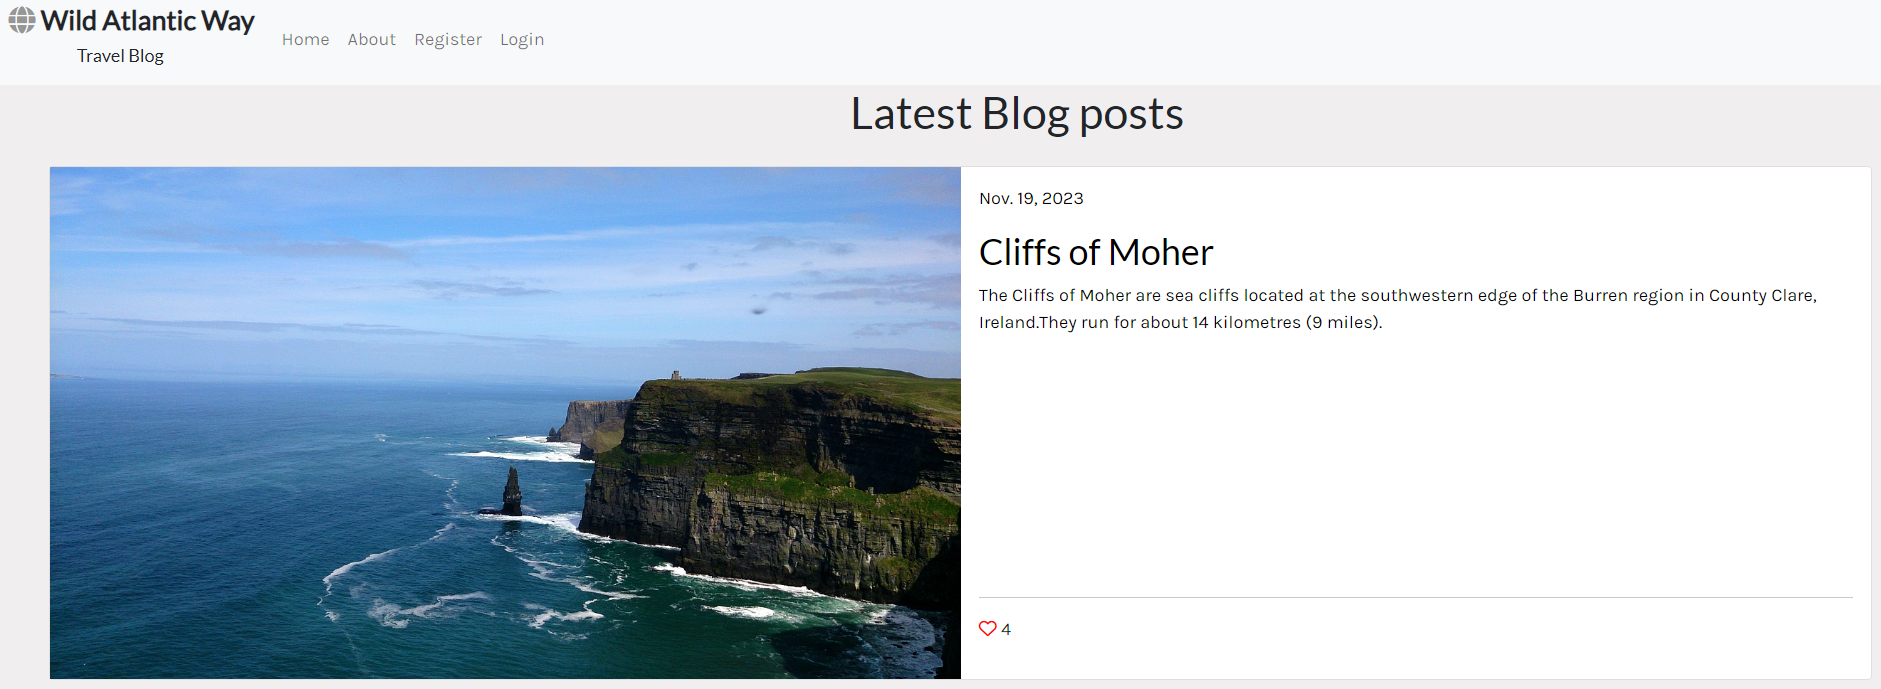 Wild Atlantic Way
Travel Blog
Home About Register Login
Latest Blog posts
Nov. 19, 2023
Cliffs of Moher
The Cliffs of Moher are sea cliffs located at the southwestern edge of the Burren region in County Clare,
Ireland.They run for about 14 kilometres (9 miles).
4